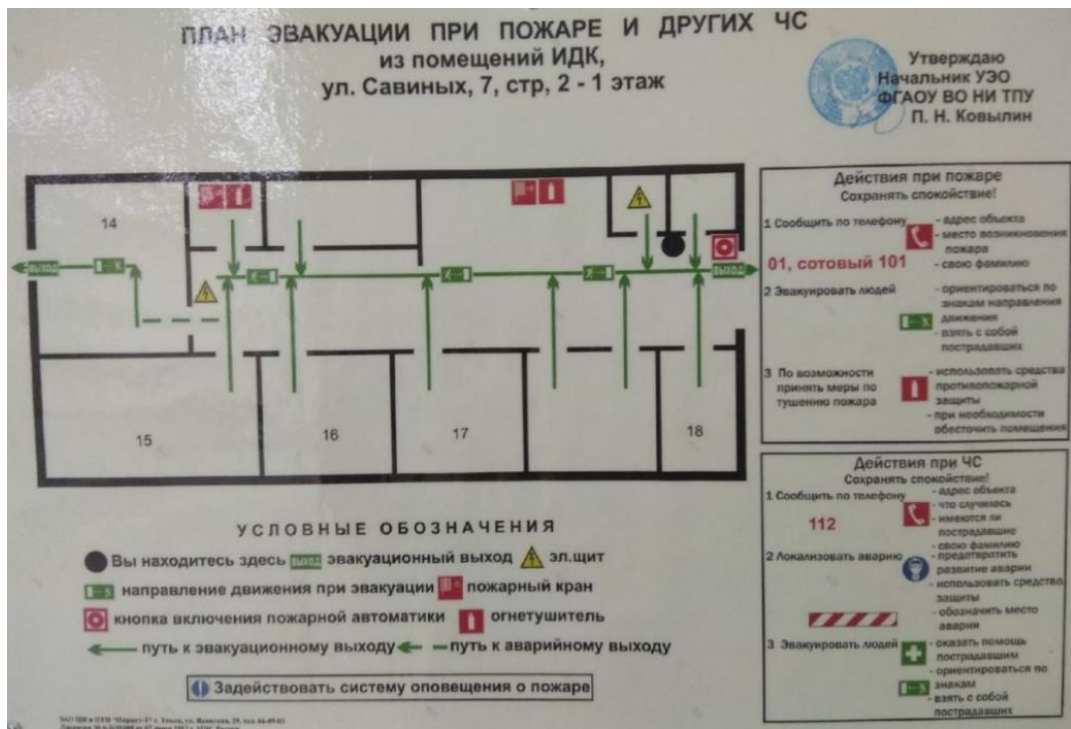 ПЛАН ЭВАКУАЦИИ ПРИ ПОЖАРЕ И ДРУГИХ ЧС
из помещений ИДК,
ул. Савиных, 7, стр, 2 - 1 этаж
Утверждаю
Начальник УЭО
ФГАОУ ВО НИ ТПУ
П. Н. Ковылин
14
ВЫХОД
ВЫХОД
15
16
17
18
Действия при пожаре
Сохранять спокойствие!
1 Сообщить по телефону
- адрес объекта
- место возникновения
пожара
- свою фамилию
01, сотовый 101
2 Эвакуировать людей
- ориентироваться по
знакам направления
движения
- взять с собой
пострадавших
3 По возможности
принять меры по
тушению пожара
- использовать средства
противопожарной
защиты
- при необходимости
обесточить помещения
Действия при ЧС
Сохранять спокойствие!
1 Сообщить по телефону
- адрес объекта
- что случилось
- имеются ли
пострадавшие
- свою фамилию
112
2 Локализовать аварию
- предотвратить
развитие аварии
- использовать средства
защиты
- обозначить место
аварии
3 Эвакуировать людей
- оказать помощь
пострадавшим
- ориентироваться по
знакам
- взять с собой
пострадавших
УСЛОВНЫЕ ОБОЗНАЧЕНИЯ
Вы находитесь здесь ВЫХОД эвакуационный выход эл.щит
направление движения при эвакуации пожарный кран
кнопка включения пожарной автоматики огнетушитель
путь к эвакуационному выходу путь к аварийному выходу
Задействовать систему оповещения о пожаре